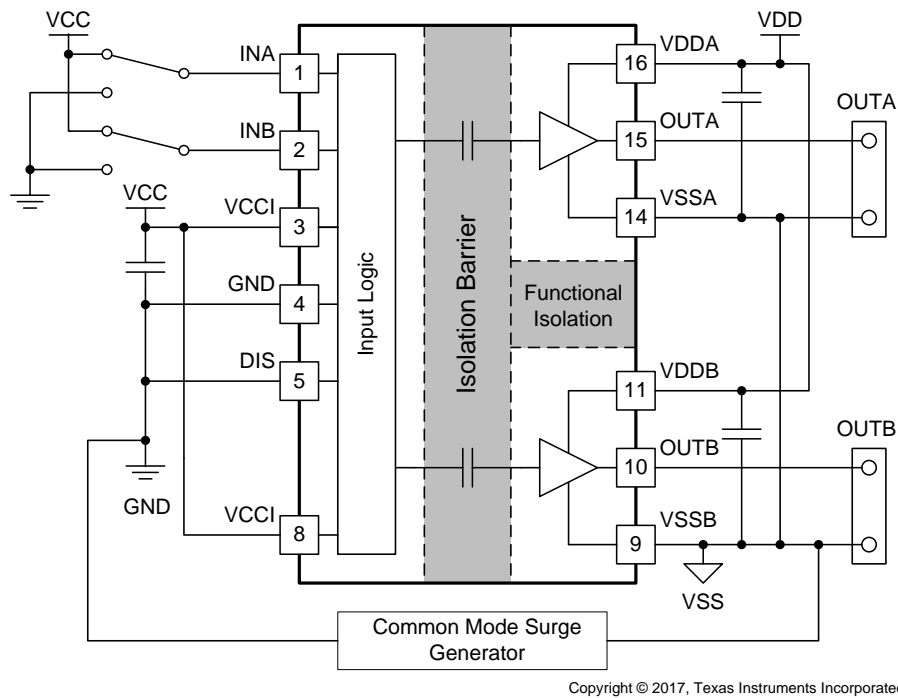 VCC
INA
1
INB
2
VCC
VCCI
3
GND
4
DIS
5
GND
VCCI
8
Input Logic
Isolation Barrier
Functional
Isolation
VDD
VDDA
16
OUTA
15
VSSA
14
OUTA
VDDB
11
OUTB
10
VSSB
9
OUTB
VSS
Common Mode Surge
Generator
Copyright © 2017, Texas Instruments Incorporated